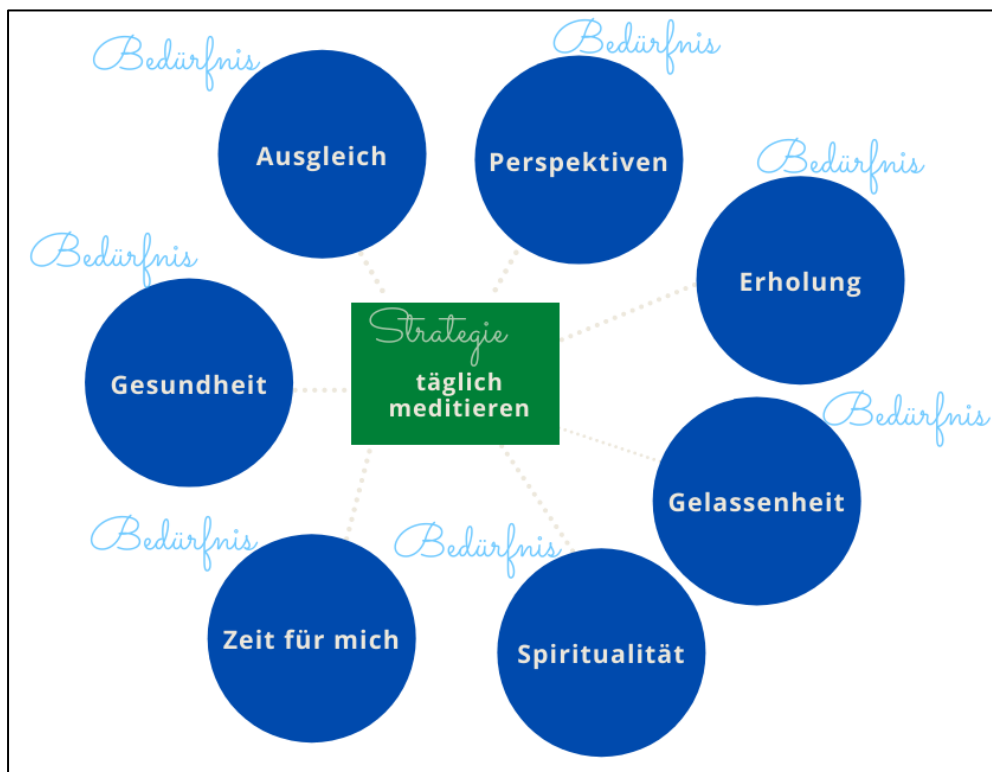 Bedürfnis
Ausgleich
Bedürfnis
Perspektiven
Bedürfnis
Erholung
Bedürfnis
Gesundheit
Strategie
täglich
meditieren
Bedürfnis
Gelassenheit
Bedürfnis
Zeit für mich
Bedürfnis
Spiritualität